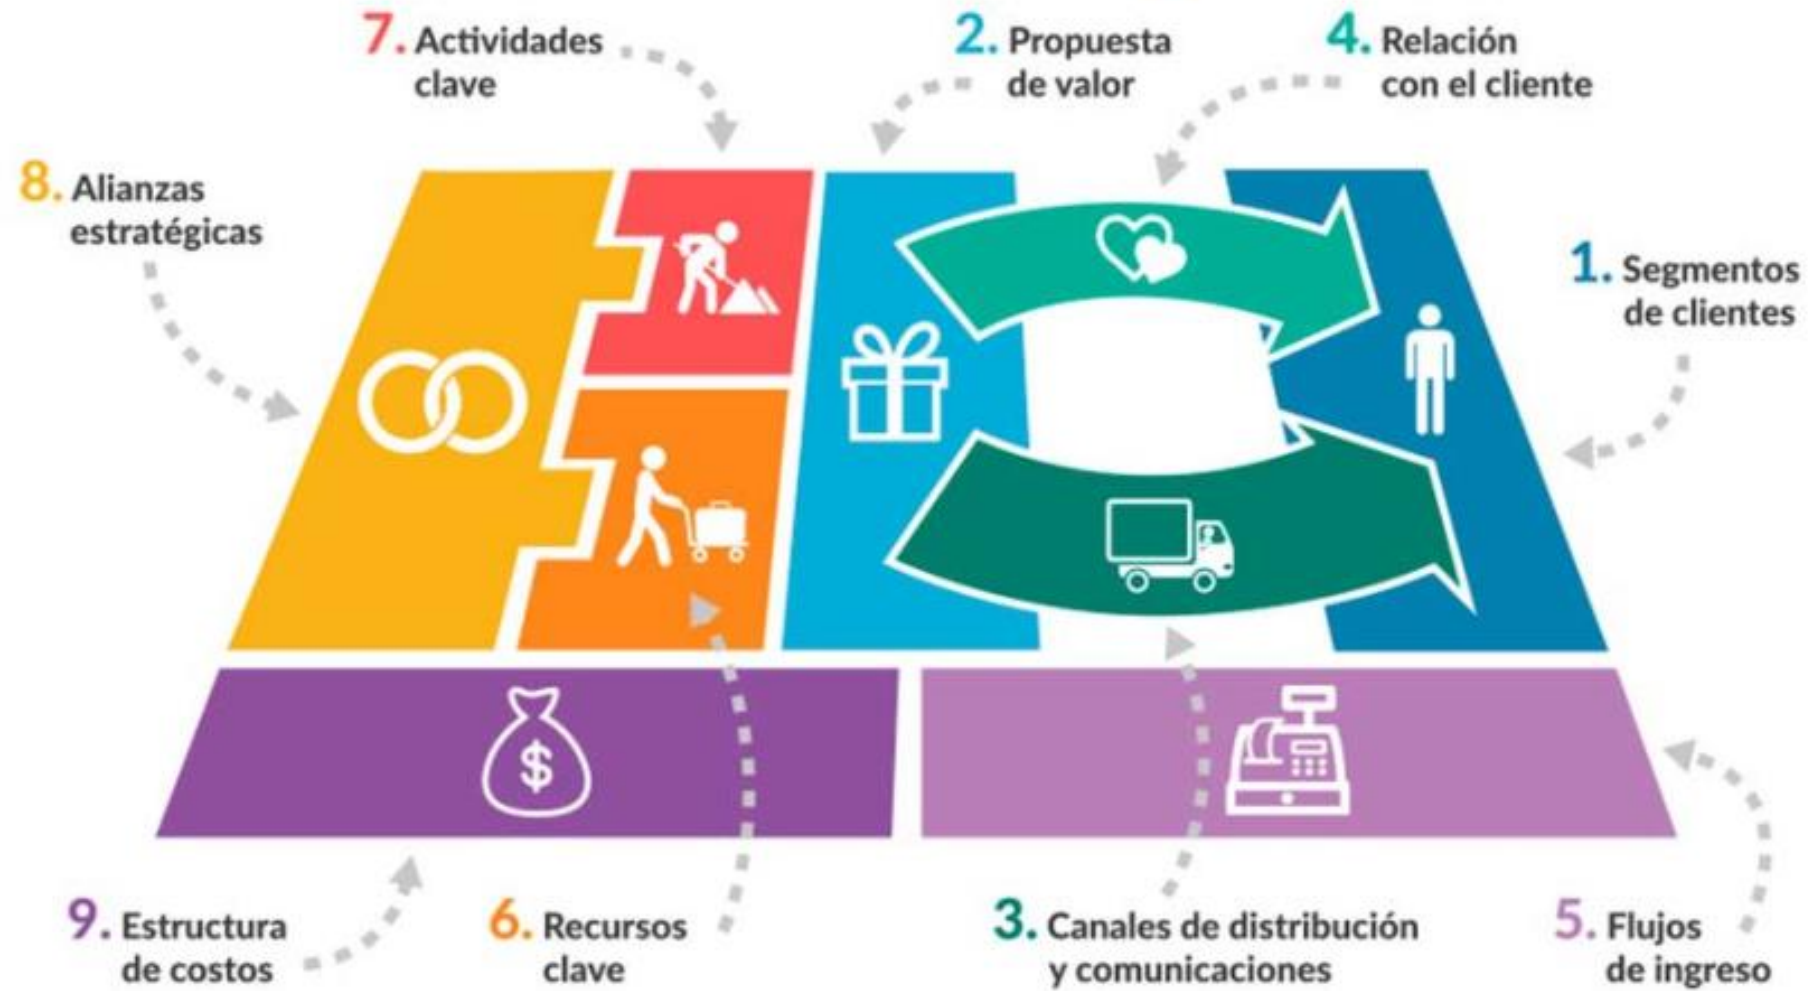 7. Actividades
clave
2. Propuesta
de valor
4. Relación
con el cliente
8. Alianzas
estratégicas
1. Segmentos
de clientes
$
9. Estructura
de costos
6. Recursos
clave
3. Canales de distribución
y comunicaciones
5. Flujos
de ingreso